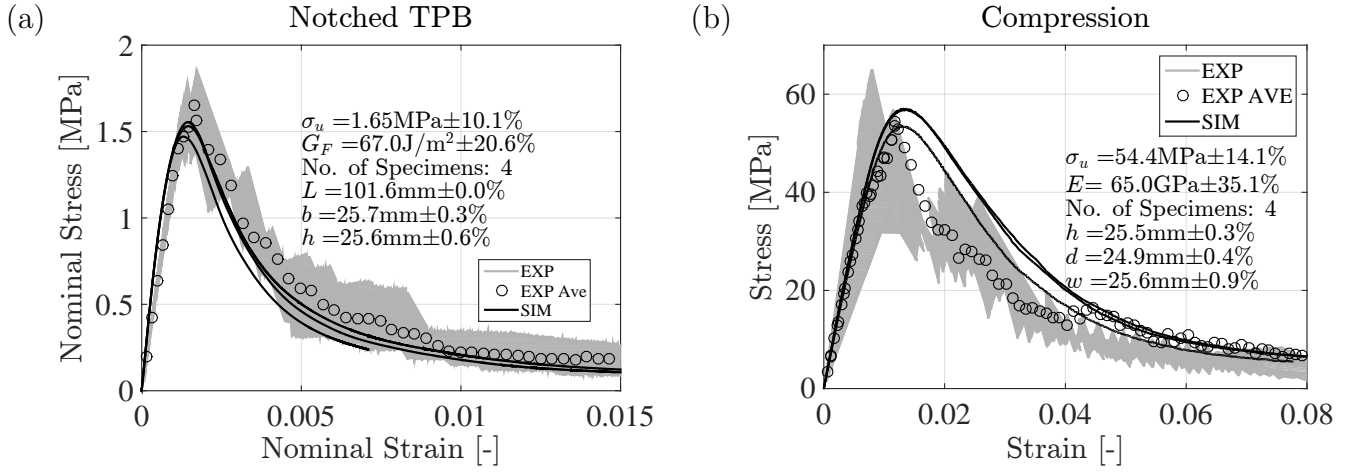 (a)
Notched TPB
2
1.5
1
0.5
0
Nominal Stress [MPa]
σu =1.65MPa±10.1%
GF =67.0J/m²±20.6%
No. of Specimens: 4
L =101.6mm±0.0%
b =25.7mm±0.3%
h =25.6mm±0.6%
EXP
EXP Ave
SIM
0
0.005
0.01
0.015
Nominal Strain [-]
(b)
Compression
60
40
20
0
Stress [MPa]
EXP
EXP AVE
SIM
σu =54.4MPa±14.1%
E= 65.0GPa±35.1%
No. of Specimens: 4
h =25.5mm±0.3%
d =24.9mm±0.4%
w =25.6mm±0.9%
0
0.02
0.04
0.06
0.08
Strain [-]